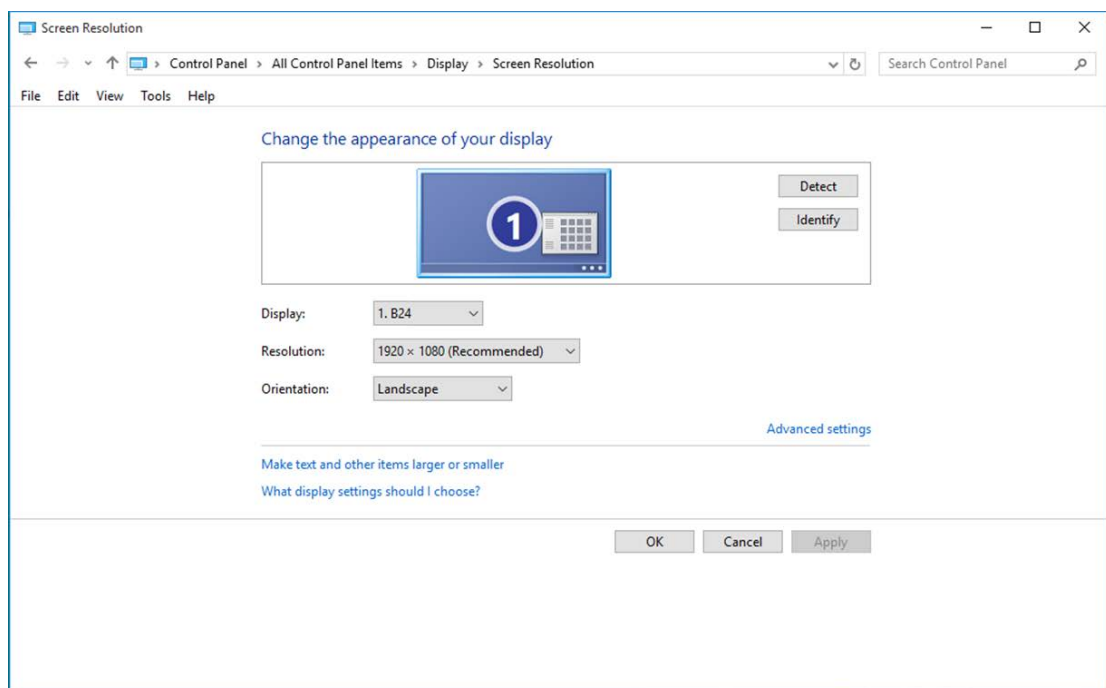 Screen Resolution
Control Panel > All Control Panel Items > Display > Screen Resolution
Search Control Panel
File Edit View Tools Help
Change the appearance of your display
1
Detect
Identify
Display: 1. B24
Resolution: 1920 × 1080 (Recommended)
Orientation: Landscape
Advanced settings
Make text and other items larger or smaller
What display settings should I choose?
OK Cancel Apply